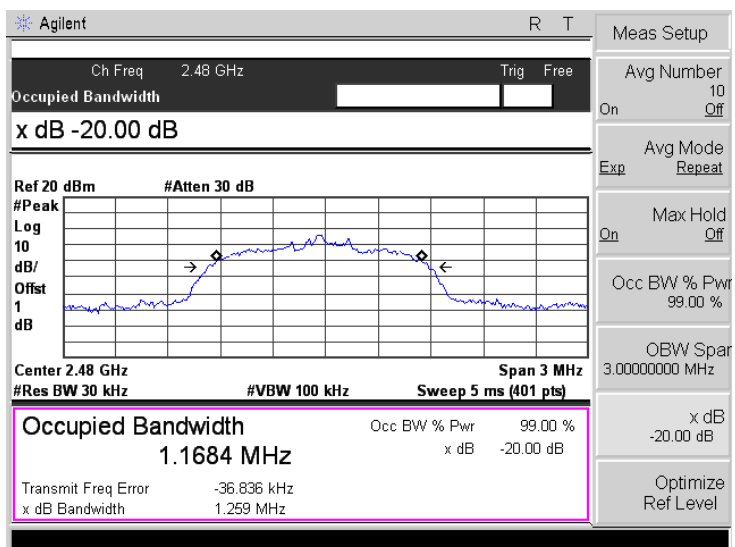 Agilent R T
Ch Freq 2.48 GHz Trig Free
Occupied Bandwidth
x dB -20.00 dB
Ref 20 dBm #Atten 30 dB
#Peak
Log
10
dB/
Offst
1
dB
Center 2.48 GHz Span 3 MHz
#Res BW 30 kHz #VBW 100 kHz Sweep 5 ms (401 pts)
Occupied Bandwidth
1.1684 MHz
Occ BW % Pwr 99.00 %
x dB -20.00 dB
Transmit Freq Error -36.836 kHz
x dB Bandwidth 1.259 MHz
Meas Setup
Avg Number
10
On Off
Avg Mode
Exp Repeat
Max Hold
On Off
Occ BW % Pwr
99.00 %
OBW Spar
3.00000000 MHz
x dB
-20.00 dB
Optimize
Ref Level